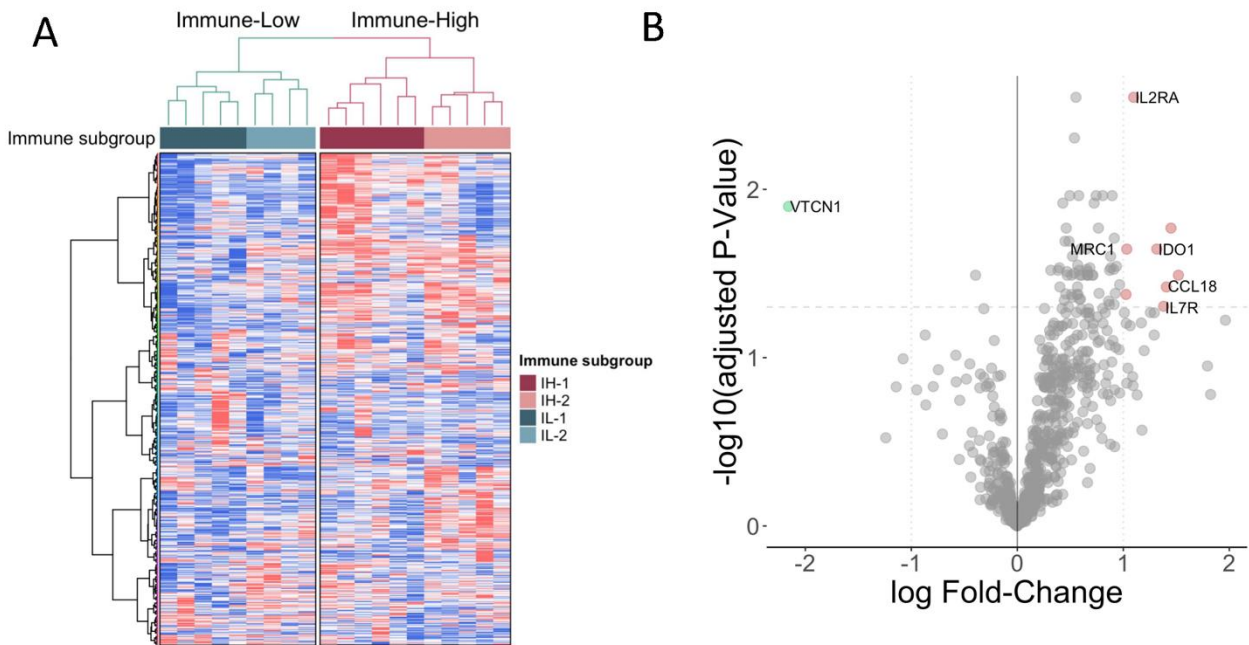 A
Immune-Low Immune-High
Immune subgroup
Immune subgroup
IH-1
IH-2
IL-1
IL-2
B
-log10(adjusted P-Value)
2
1
0
IL2RA
VTCN1
MRC1 IDO1
CCL18
IL7R
-2 -1 0 1 2
log Fold-Change